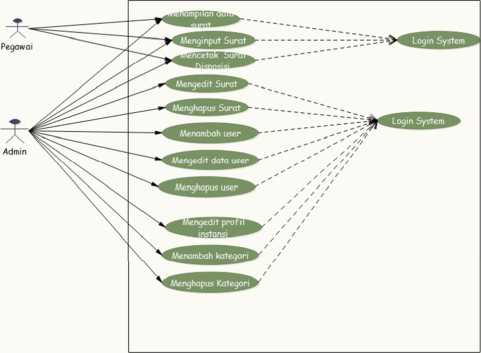 Menampilan data
surat
Pegawai
Menginput Surat
Login System
Mencetak Surat
Disposisi
Mengedit Surat
Menghapus Surat
Login System
Menambah user
Admin
Mengedit data user
Menghapus user
Mengedit profil
instansi
Menambah kategori
Menghapus Kategori